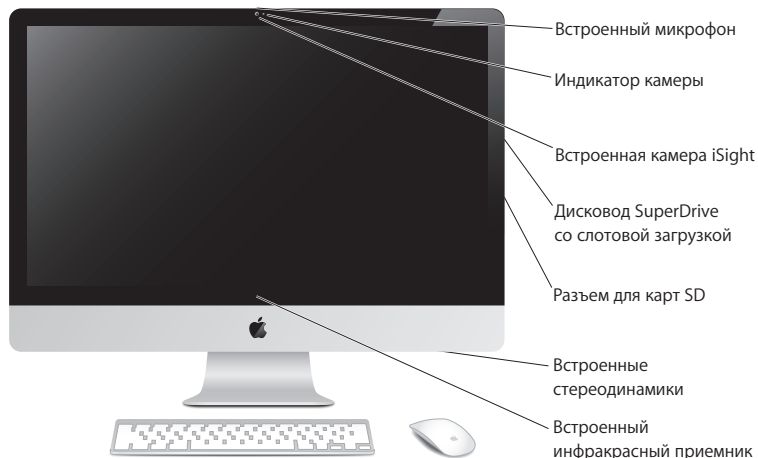 Встроенный микрофон
Индикатор камеры
Встроенная камера iSight
Дисковод SuperDrive
со слотовой загрузкой
Разъем для карт SD
Встроенные
стереодинамики
Встроенный
инфракрасный приемник